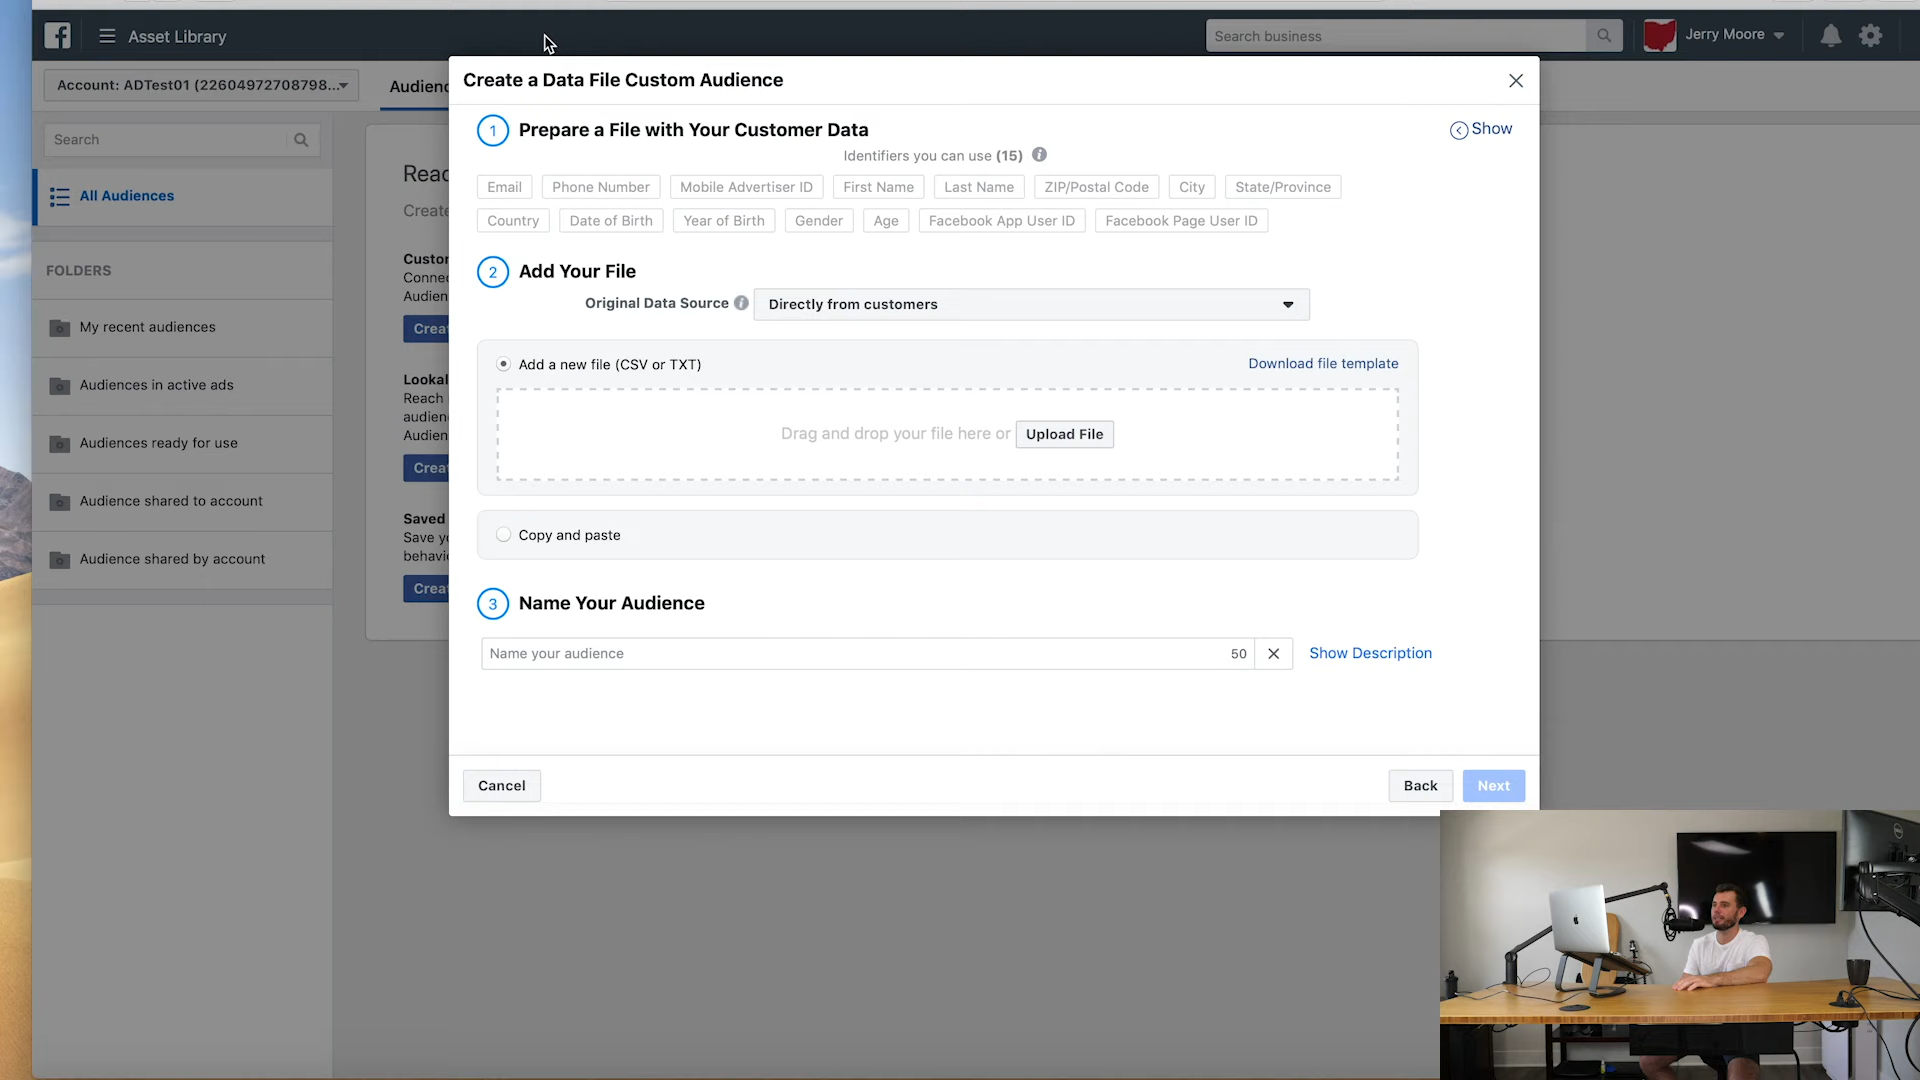 Asset Library
Search business
Jerry Moore
Account: ADTest01 (22604972708798...
Audienc
Search
All Audiences
FOLDERS
My recent audiences
Audiences in active ads
Audiences ready for use
Audience shared to account
Audience shared by account
Reac
Create
Custor
Connec
Audien
Creat
Lookal
Reach
audien
Audien
Creat
Saved
Save yo
behavic
Creat
Create a Data File Custom Audience
1 Prepare a File with Your Customer Data
Show
Identifiers you can use (15)
Email Phone Number Mobile Advertiser ID First Name Last Name ZIP/Postal Code City State/Province
Country Date of Birth Year of Birth Gender Age Facebook App User ID Facebook Page User ID
2 Add Your File
Original Data Source Directly from customers
Add a new file (CSV or TXT) Download file template
Drag and drop your file here or Upload File
Copy and paste
3 Name Your Audience
Name your audience 50 Show Description
Cancel Back Next